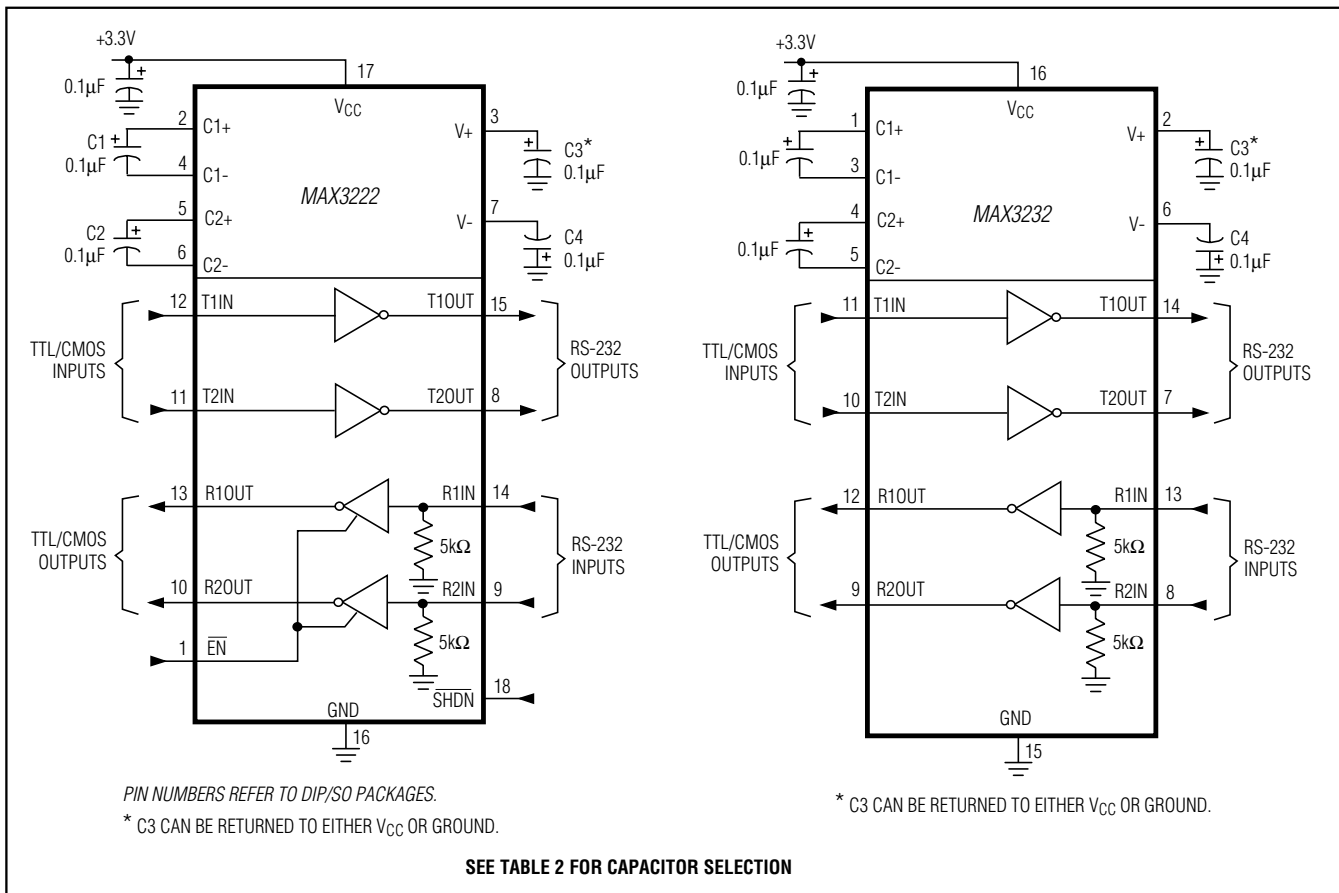 +3.3V
0.1µF
+
17
VCC
2
C1+
C1
+
0.1µF
4
C1-
5
C2+
C2
+
0.1µF
6
C2-
MAX3222
V+
3
+
C3*
0.1µF
V-
7
C4
0.1µF
+
TTL/CMOS
INPUTS
12
T1IN
T1OUT
15
11
T2IN
T2OUT
8
RS-232
OUTPUTS
TTL/CMOS
OUTPUTS
13
R1OUT
R1IN
14
5kΩ
10
R2OUT
R2IN
9
5kΩ
RS-232
INPUTS
1
EN
SHDN
18
GND
16
PIN NUMBERS REFER TO DIP/SO PACKAGES.
* C3 CAN BE RETURNED TO EITHER VCC OR GROUND.
+3.3V
0.1µF
+
16
VCC
1
C1+
+
0.1µF
3
C1-
4
C2+
+
0.1µF
5
C2-
MAX3232
V+
2
+
C3*
0.1µF
V-
6
C4
0.1µF
+
TTL/CMOS
INPUTS
11
T1IN
T1OUT
14
10
T2IN
T2OUT
7
RS-232
OUTPUTS
TTL/CMOS
OUTPUTS
12
R1OUT
R1IN
13
5kΩ
9
R2OUT
R2IN
8
5kΩ
RS-232
INPUTS
GND
15
* C3 CAN BE RETURNED TO EITHER VCC OR GROUND.
SEE TABLE 2 FOR CAPACITOR SELECTION